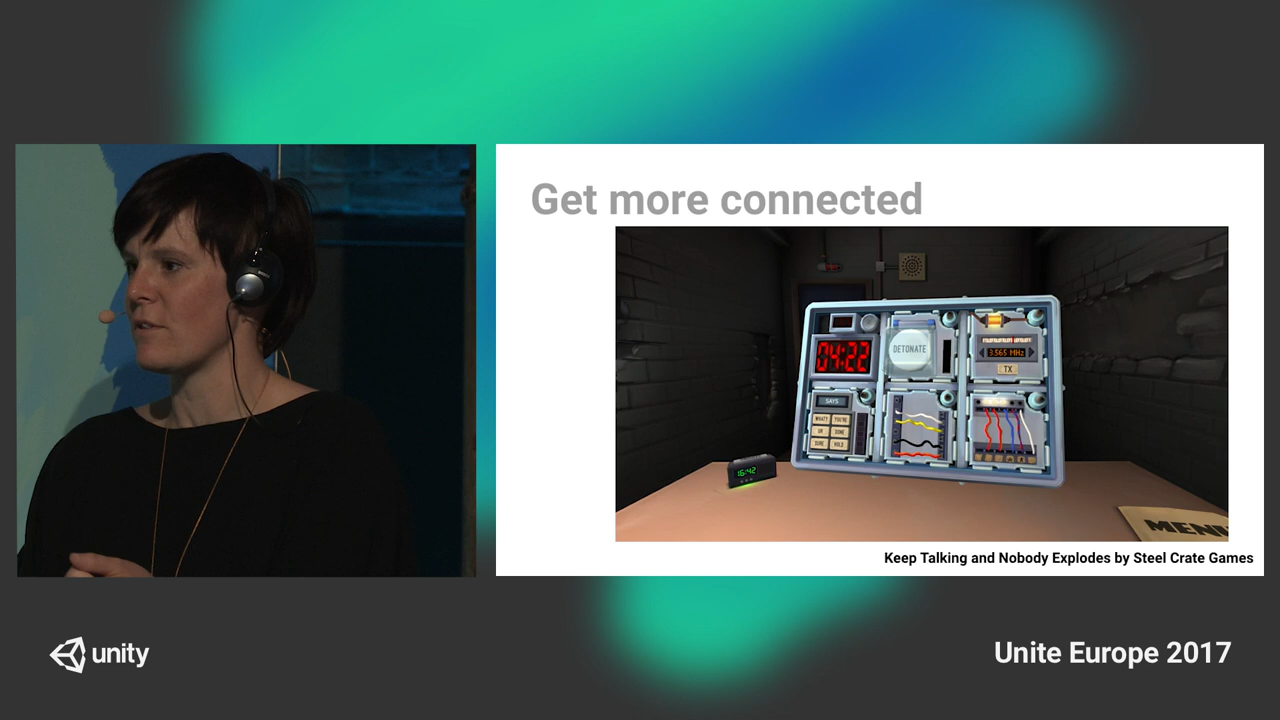 Get more connected
04:22
DETONATE
3.565 MHz
TX
SAYS
WHAT? YOU'RE
UR DONE
SURE HOLD
16:42
MENU
Keep Talking and Nobody Explodes by Steel Crate Games
unity
Unite Europe 2017